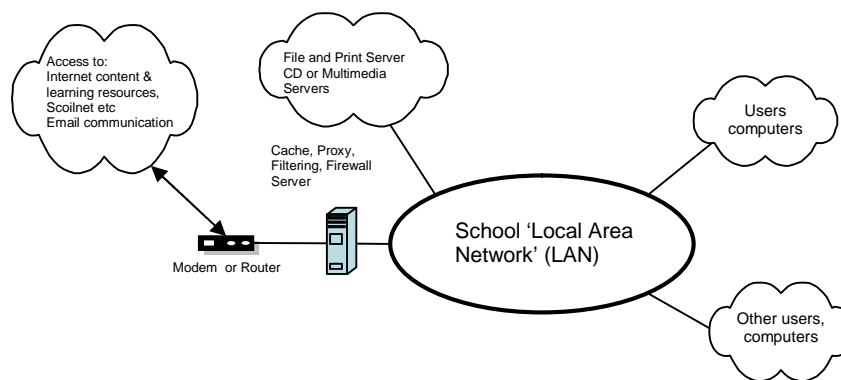 Access to:
Internet content &
learning resources,
Scoilnet etc
Email communication
File and Print Server
CD or Multimedia
Servers
Cache, Proxy,
Filtering, Firewall
Server
Modem  or Router
School ‘Local Area
Network’ (LAN)
Users
computers
Other users,
computers